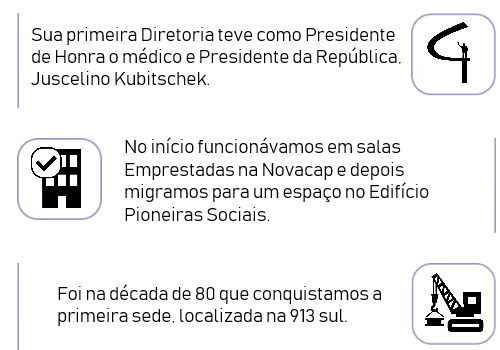 Sua primeira Diretoria teve como Presidente
de Honra o médico e Presidente da República,
Juscelino Kubitschek.
No início funcionávamos em salas
Emprestadas na Novacap e depois
migramos para um espaço no Edifício
Pioneiras Sociais.
Foi na década de 80 que conquistamos a
primeira sede, localizada na 913 sul.